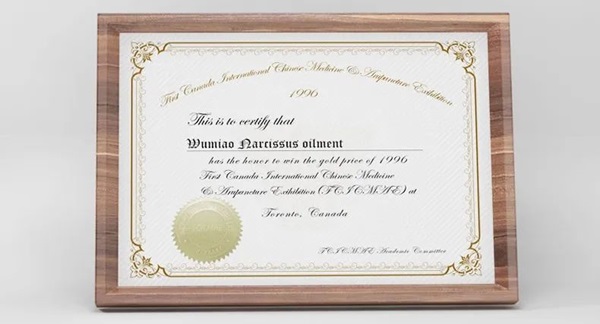 First Canada International Chinese Medicine & Acupuncture Exhibition
1996
This is to certify that
Wumiao Narcissus oilment
has the honor to win the gold price of 1996
First Canada International Chinese Medicine
& Acupuncture Exihibition (FCICMAE) at
Toronto, Canada
FCICMAE Academia Committee